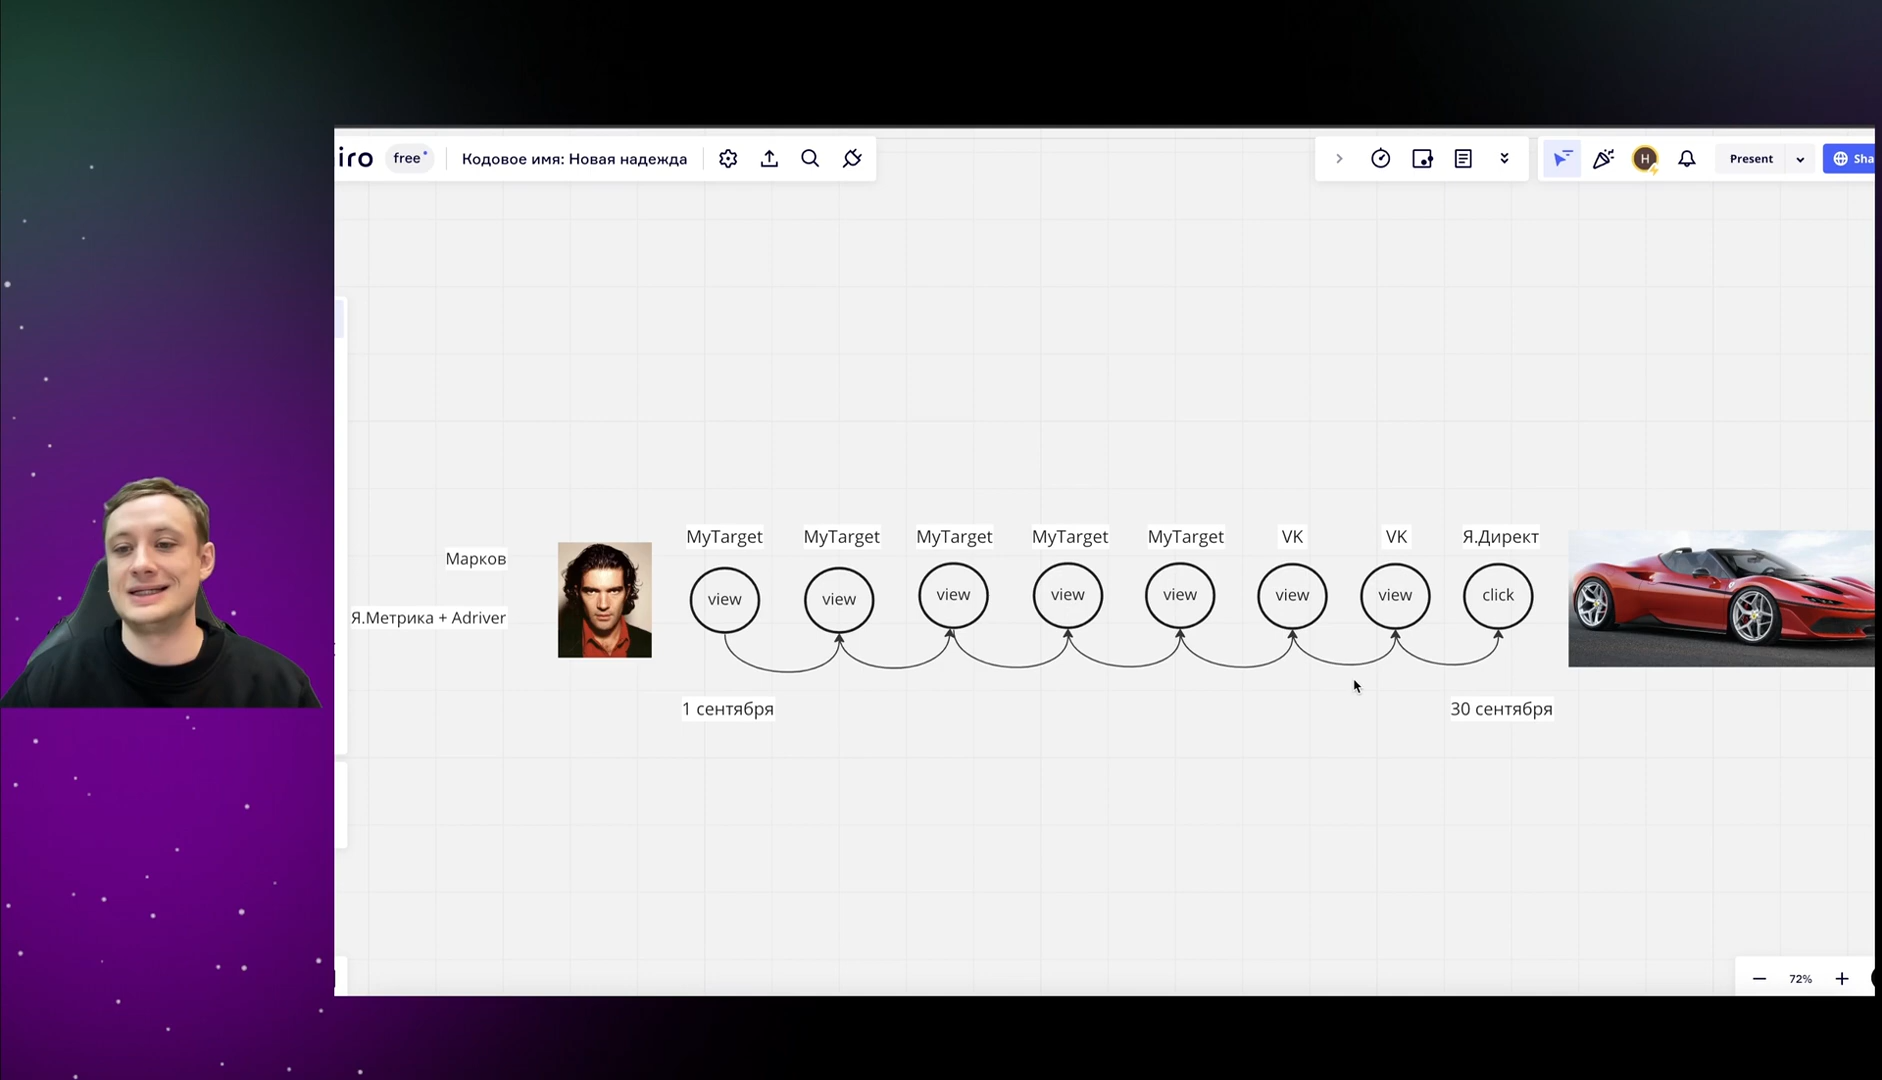 iro free Кодовое имя: Новая надежда
H Present Sha
MyTarget MyTarget MyTarget MyTarget MyTarget VK VK Я.Директ
Марков
view view view view view view view click
Я.Метрика + Adriver
1 сентября 30 сентября
72%